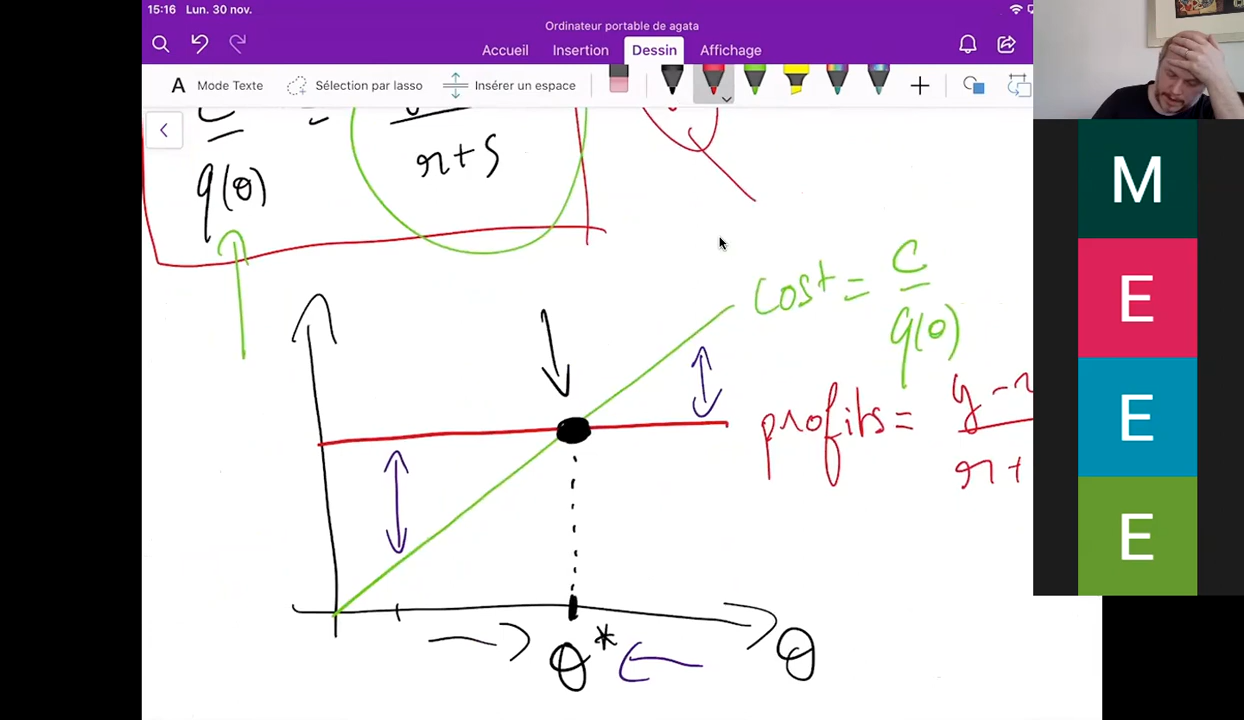 15:16 Lun. 30 nov.
Ordinateur portable de agata
Accueil Insertion Dessin Affichage
A Mode Texte Sélection par lasso Insérer un espace
q(θ)
r+s
cost = c
q(θ)
profits = y-
r+
θ* θ
M
E
E
E